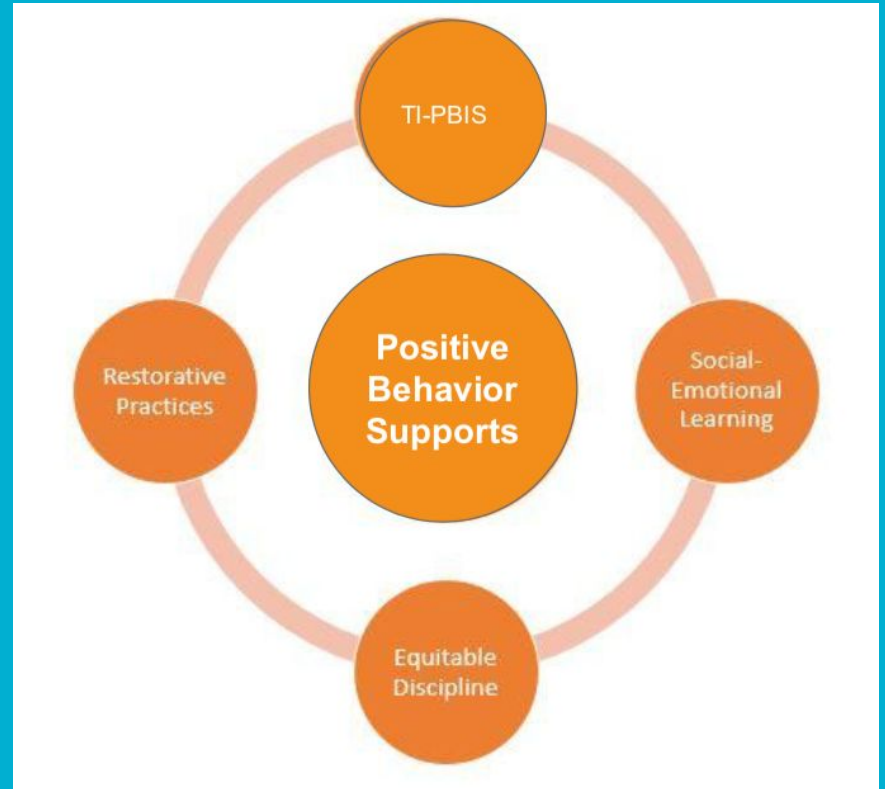 TI-PBIS
Restorative
Practices
Positive
Behavior
Supports
Social-
Emotional
Learning
Equitable
Discipline